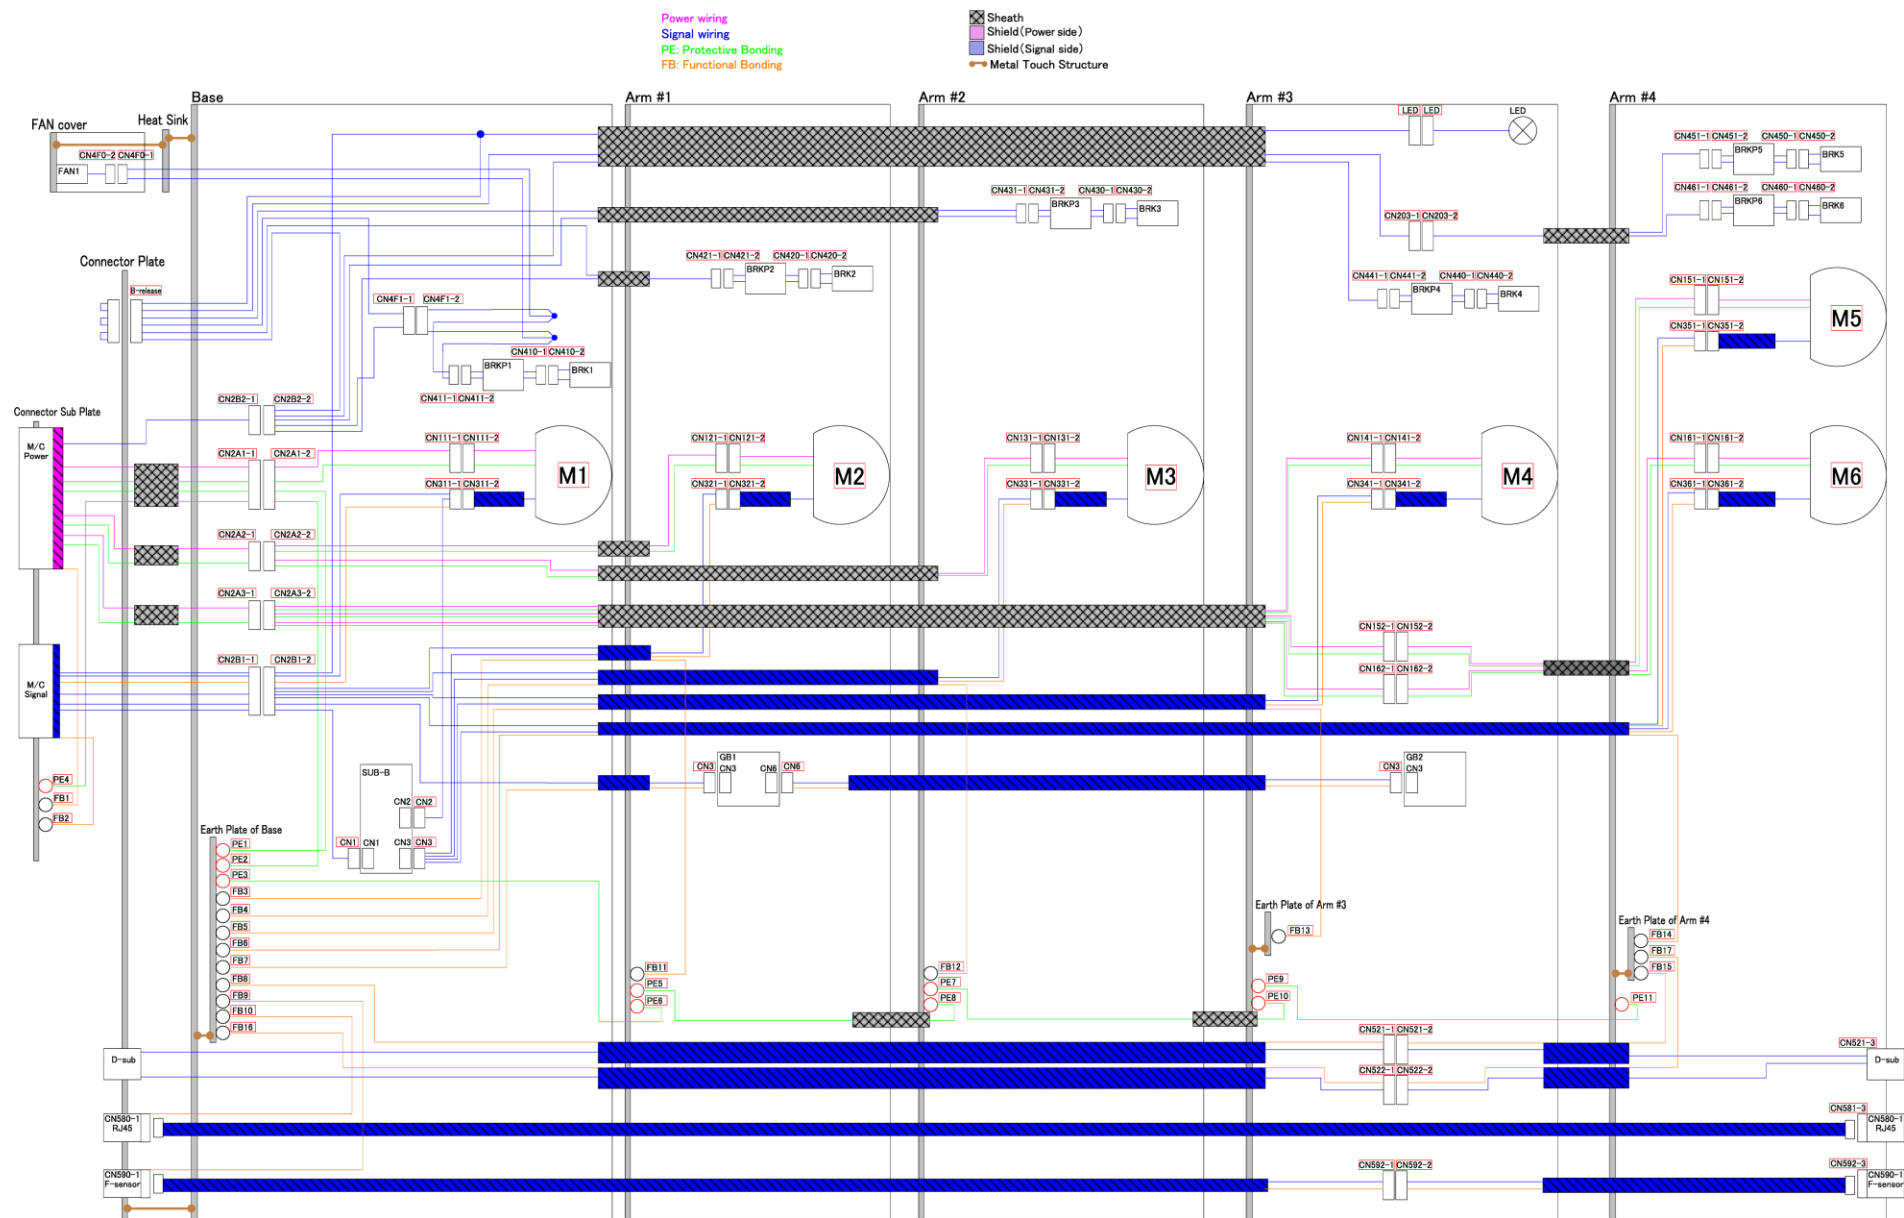 Power wiring
Signal wiring
PE: Protective Bonding
FB: Functional Bonding
Sheath
Shield(Power side)
Shield(Signal side)
Metal Touch Structure
Base
Arm #1
Arm #2
Arm #3
Arm #4
FAN cover
Heat Sink
CN4F0-2 CN4F0-1
FAN1
LED LED
LED
CN451-1 CN451-2 CN450-1 CN450-2
BRKP5
BRK5
CN461-1 CN461-2 CN460-1 CN460-2
BRKP6
BRK6
CN431-1 CN431-2 CN430-1 CN430-2
BRKP3
BRK3
CN203-1 CN203-2
CN421-1 CN421-2 CN420-1 CN420-2
BRKP2
BRK2
CN441-1 CN441-2 CN440-1 CN440-2
BRKP4
BRK4
Connector Plate
B-release
CN4F1-1 CN4F1-2
CN410-1 CN410-2
BRKP1
BRK1
CN411-1 CN411-2
CN151-1 CN151-2
M5
CN351-1 CN351-2
Connector Sub Plate
M/C
Power
CN2B2-1 CN2B2-2
CN2A1-1 CN2A1-2
CN111-1 CN111-2
M1
CN311-1 CN311-2
CN121-1 CN121-2
M2
CN321-1 CN321-2
CN131-1 CN131-2
M3
CN331-1 CN331-2
CN141-1 CN141-2
M4
CN341-1 CN341-2
CN161-1 CN161-2
M6
CN361-1 CN361-2
CN2A2-1 CN2A2-2
CN2A3-1 CN2A3-2
CN152-1 CN152-2
CN162-1 CN162-2
CN2B1-1 CN2B1-2
M/C
Signal
PE4
FB1
FB2
SUB-B
CN2 CN2
CN1 CN1
CN3 CN3
GB1
CN3 CN3
CN6 CN6
GB2
CN3 CN3
Earth Plate of Base
PE1
PE2
PE3
FB3
FB4
FB5
FB6
FB7
FB8
FB9
FB10
FB16
FB11
PE5
PE6
FB12
PE7
PE8
Earth Plate of Arm #3
FB13
PE9
PE10
Earth Plate of Arm #4
FB14
FB17
FB15
PE11
D-sub
CN521-1 CN521-2
CN522-1 CN522-2
CN521-3
D-sub
CN580-1
RJ45
CN581-3
CN580-1
RJ45
CN590-1
F-sensor
CN592-1 CN592-2
CN592-3
CN590-1
F-sensor